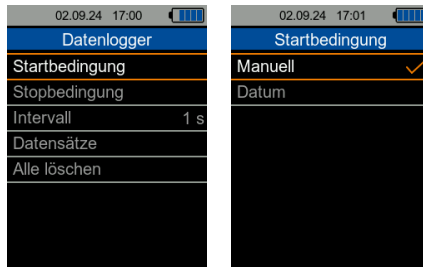 02.09.24 17:00
Datenlogger
Startbedingung
Stopbedingung
Intervall 1 s
Datensätze
Alle löschen
02.09.24 17:01
Startbedingung
Manuell
Datum